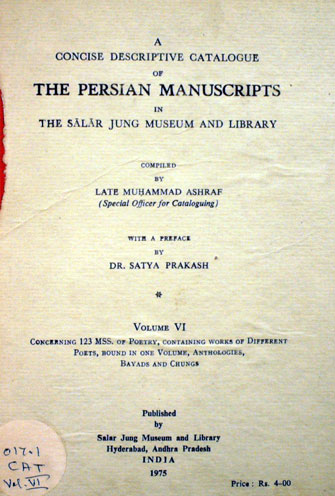 A
CONCISE DESCRIPTIVE CATALOGUE
OF
THE PERSIAN MANUSCRIPTS
IN
THE SĀLĀR JUNG MUSEUM AND LIBRARY
COMPILED
BY
LATE MUḤAMMAD ASHRAF
(Special Officer for Cataloguing)
WITH A PREFACE
BY
DR. SATYA PRAKASH
*
VOLUME VI
CONCERNING 123 MSS. OF POETRY, CONTAINING WORKS OF DIFFERENT
POETS, BOUND IN ONE VOLUME, ANTHOLOGIES,
BAYADS AND CHUNGS
Published
by
Salar Jung Museum and Library
Hyderabad, Andhra Pradesh
INDIA
1975
Price : Rs. 4-00
017.1
CAT
Vol. VI